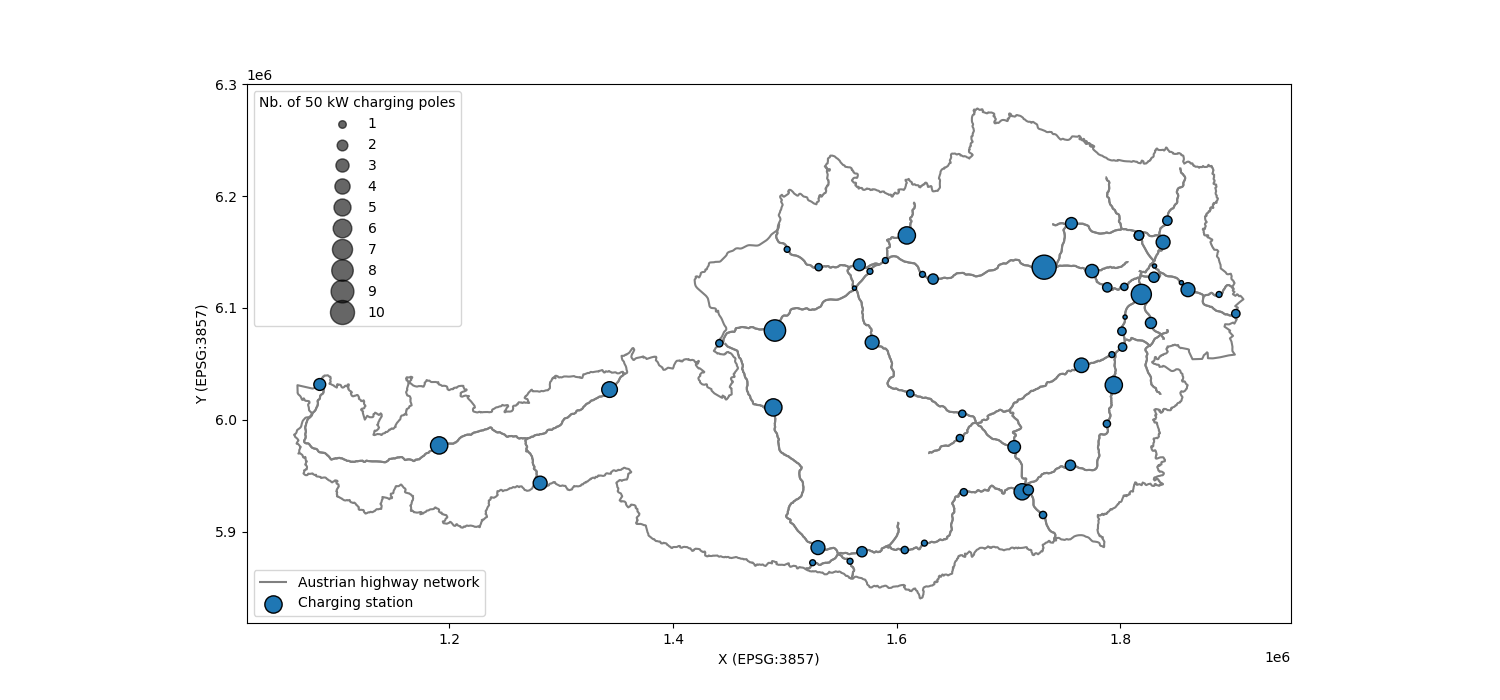 1e6
6.3
6.2
6.1
6.0
5.9
Y (EPSG:3857)
Nb. of 50 kW charging poles
1
2
3
4
5
6
7
8
9
10
Austrian highway network
Charging station
1.2
1.4
1.6
1.8
1e6
X (EPSG:3857)